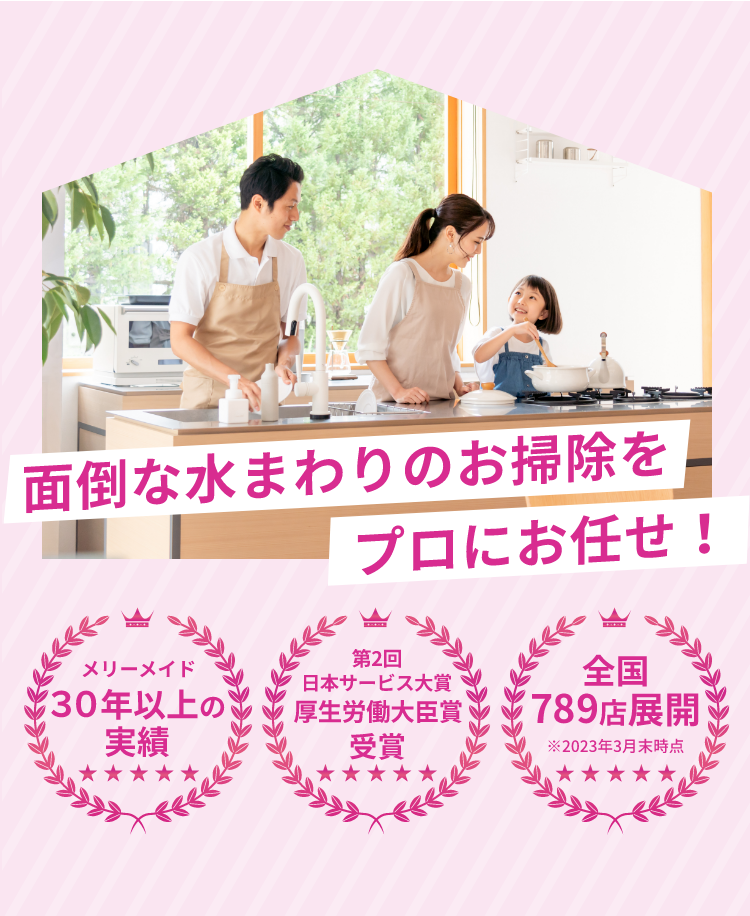 面倒な水まわりのお掃除を
プロにお任せ！
メリーメイド
30年以上の
実績
★★★★★
第2回
日本サービス大賞
厚生労働大臣賞
受賞
★★★★★
全国
789店展開
※2023年3月末時点
★★★★★